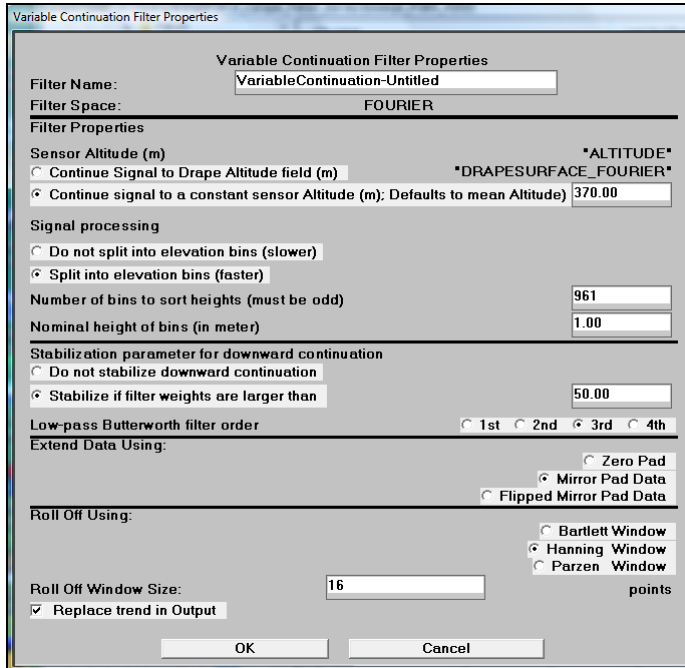 Variable Continuation Filter Properties
Variable Continuation Filter Properties
Filter Name: VariableContinuation-Untitled
Filter Space: FOURIER
Filter Properties
Sensor Altitude (m) "ALTITUDE"
Continue Signal to Drape Altitude field (m) "DRAPESURFACE_FOURIER"
Continue signal to a constant sensor Altitude (m); Defaults to mean Altitude) 370.00
Signal processing
Do not split into elevation bins (slower)
Split into elevation bins (faster)
Number of bins to sort heights (must be odd) 961
Nominal height of bins (in meter) 1.00
Stabilization parameter for downward continuation
Do not stabilize downward continuation
Stabilize if filter weights are larger than 50.00
Low-pass Butterworth filter order 1st 2nd 3rd 4th
Extend Data Using:
Zero Pad
Mirror Pad Data
Flipped Mirror Pad Data
Roll Off Using:
Bartlett Window
Hanning Window
Parzen Window
Roll Off Window Size: 16 points
Replace trend in Output
OK Cancel